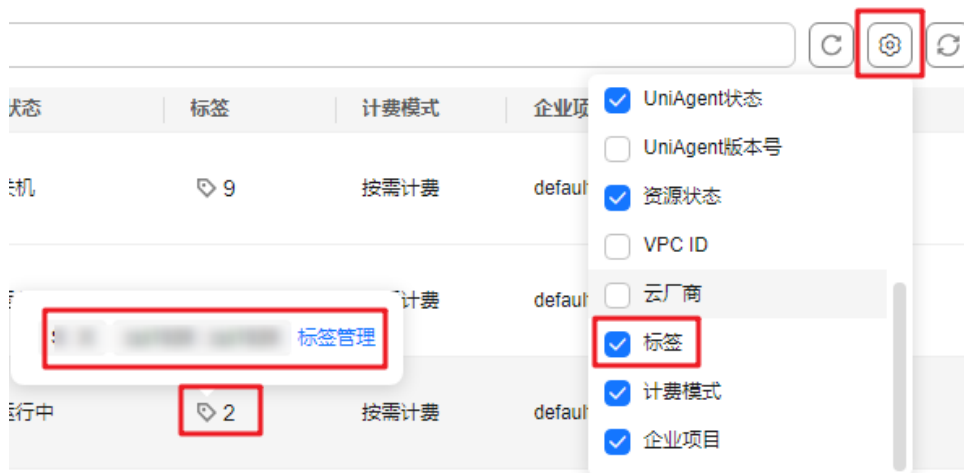 状态 标签 计费模式 企业项
关机 9 按需计费 defaul
标签管理 计费 defaul
运行中 2 按需计费 defaul
UniAgent状态
UniAgent版本号
资源状态
VPC ID
云厂商
标签
计费模式
企业项目